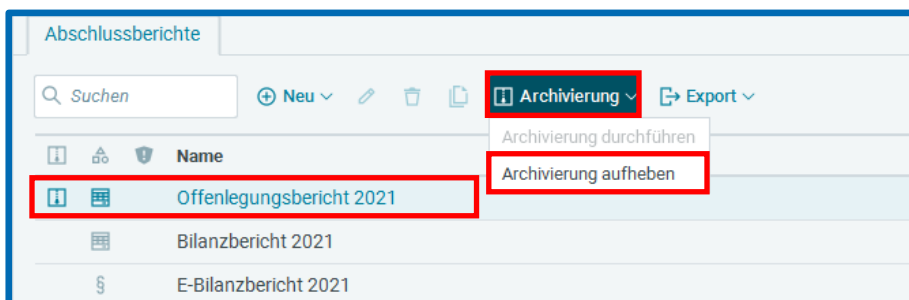 Abschlussberichte
Suchen
Neu
Archivierung
Export
Archivierung durchführen
Name
Archivierung aufheben
Offenlegungsbericht 2021
Bilanzbericht 2021
§ E-Bilanzbericht 2021